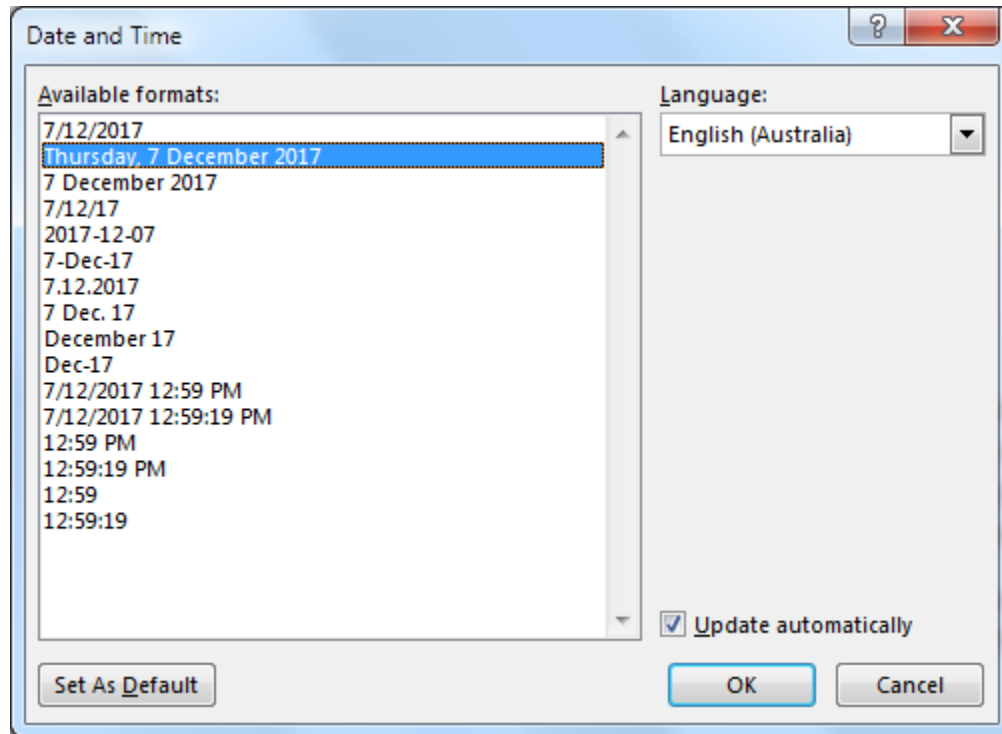 Date and Time
Available formats:
7/12/2017
Thursday, 7 December 2017
7 December 2017
7/12/17
2017-12-07
7-Dec-17
7.12.2017
7 Dec. 17
December 17
Dec-17
7/12/2017 12:59 PM
7/12/2017 12:59:19 PM
12:59 PM
12:59:19 PM
12:59
12:59:19
Language:
English (Australia)
Update automatically
Set As Default
OK
Cancel